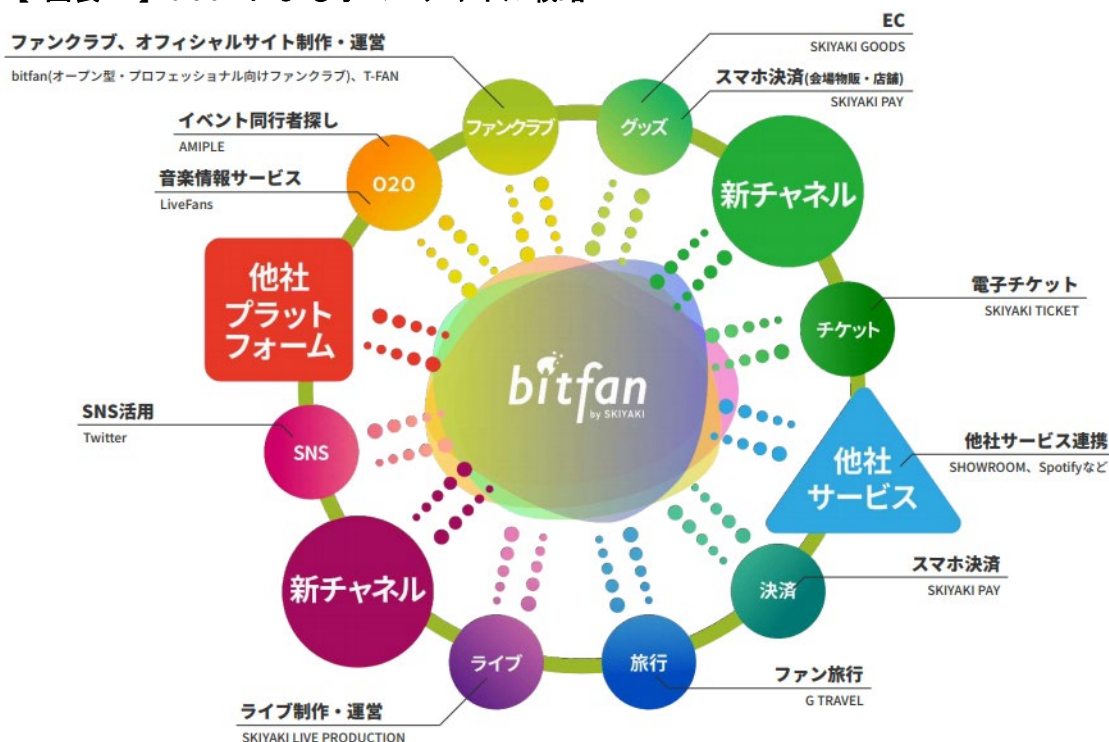 EC
SKIYAKI GOODS
ファンクラブ、オフィシャルサイト制作・運営
bitfan(オープン型・プロフェッショナル向けファンクラブ)、T-FAN
スマホ決済(会場物販・店舗)
SKIYAKI PAY
イベント同行者探し
AMIPLE
音楽情報サービス
LiveFans
ファンクラブ
グッズ
O2O
新チャネル
他社
プラット
フォーム
電子チケット
SKIYAKI TICKET
チケット
bitfan
by SKIYAKI
SNS活用
Twitter
SNS
他社
サービス
他社サービス連携
SHOWROOM、Spotifyなど
新チャネル
決済
スマホ決済
SKIYAKI PAY
ライブ
旅行
ファン旅行
G TRAVEL
ライブ制作・運営
SKIYAKI LIVE PRODUCTION